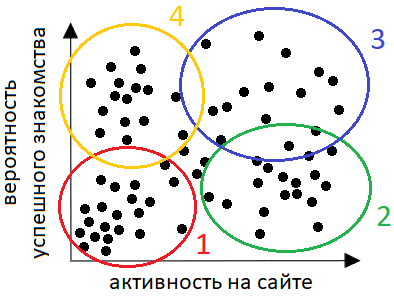 4
3
вероятность
успешного знакомства
2
1
активность на сайте